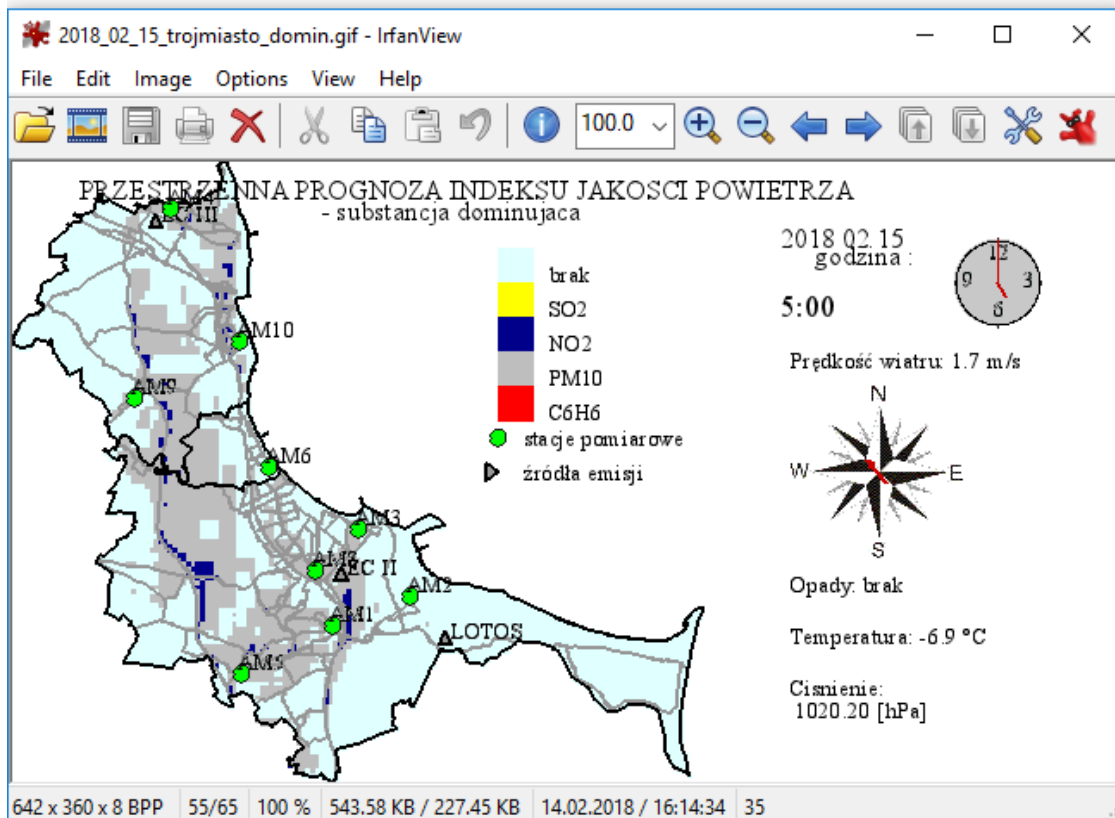 2018_02_15_trojmiasto_domin.gif - IrfanView
File Edit Image Options View Help
100.0
PRZESTRZENNA PROGNOZA INDEKSU JAKOSCI POWIETRZA
- substancja dominujaca
EC III
AM10
AM9
AM6
AM3
EC II
AM2
AM1
LOTOS
brak
SO2
NO2
PM10
C6H6
stacje pomiarowe
źródła emisji
2018 02.15
godzina :
12
9 3
6
5:00
Prędkość wiatru: 1.7 m/s
N
W E
S
Opady: brak
Temperatura: -6.9 °C
Cisnienie:
1020.20 [hPa]
642 x 360 x 8 BPP 55/65 100 % 543.58 KB / 227.45 KB 14.02.2018 / 16:14:34 35